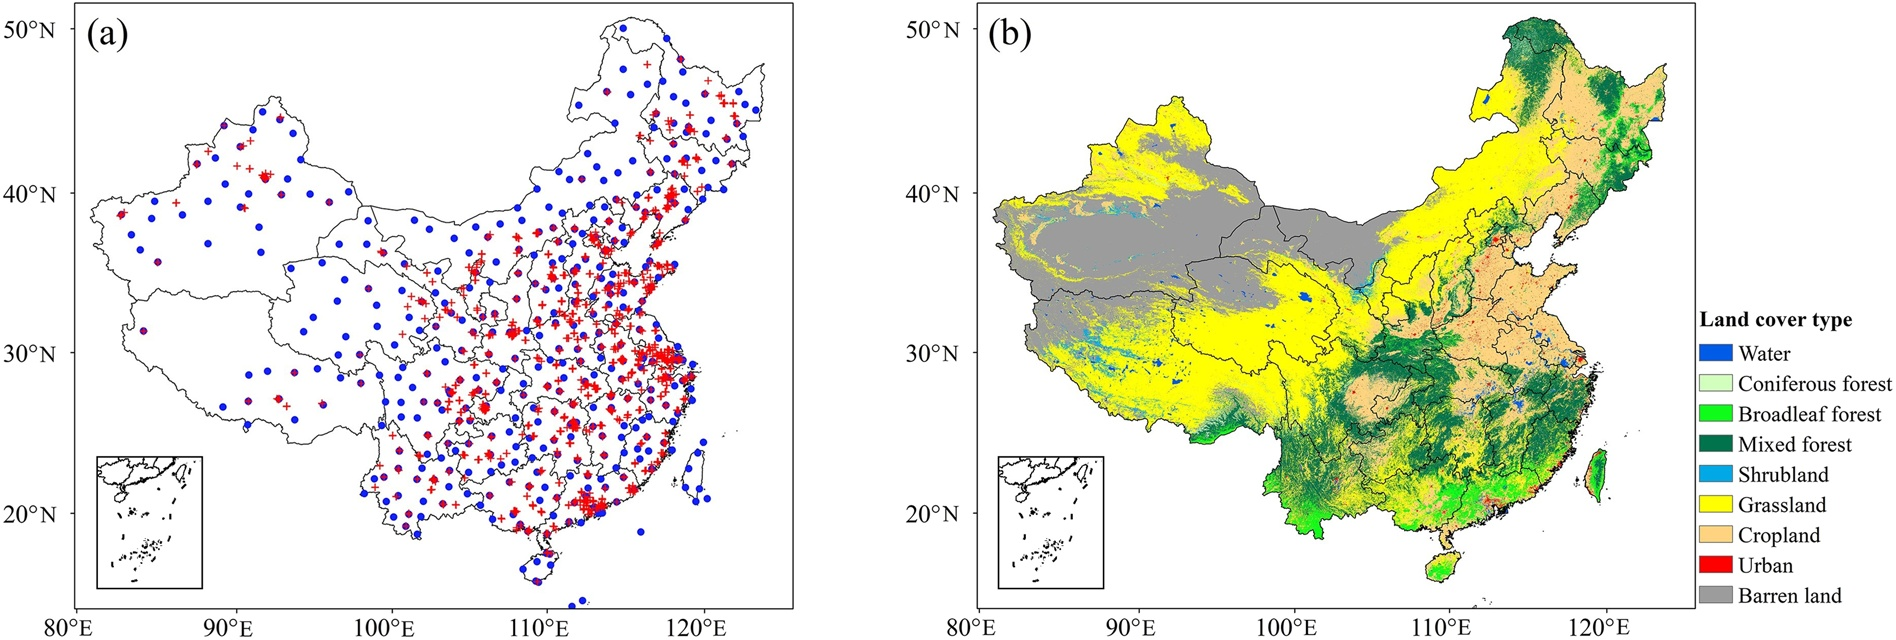 (a)
50°N
40°N
30°N
20°N
80°E
90°E
100°E
110°E
120°E
(b)
50°N
40°N
30°N
20°N
80°E
90°E
100°E
110°E
120°E
Land cover type
Water
Coniferous forest
Broadleaf forest
Mixed forest
Shrubland
Grassland
Cropland
Urban
Barren land